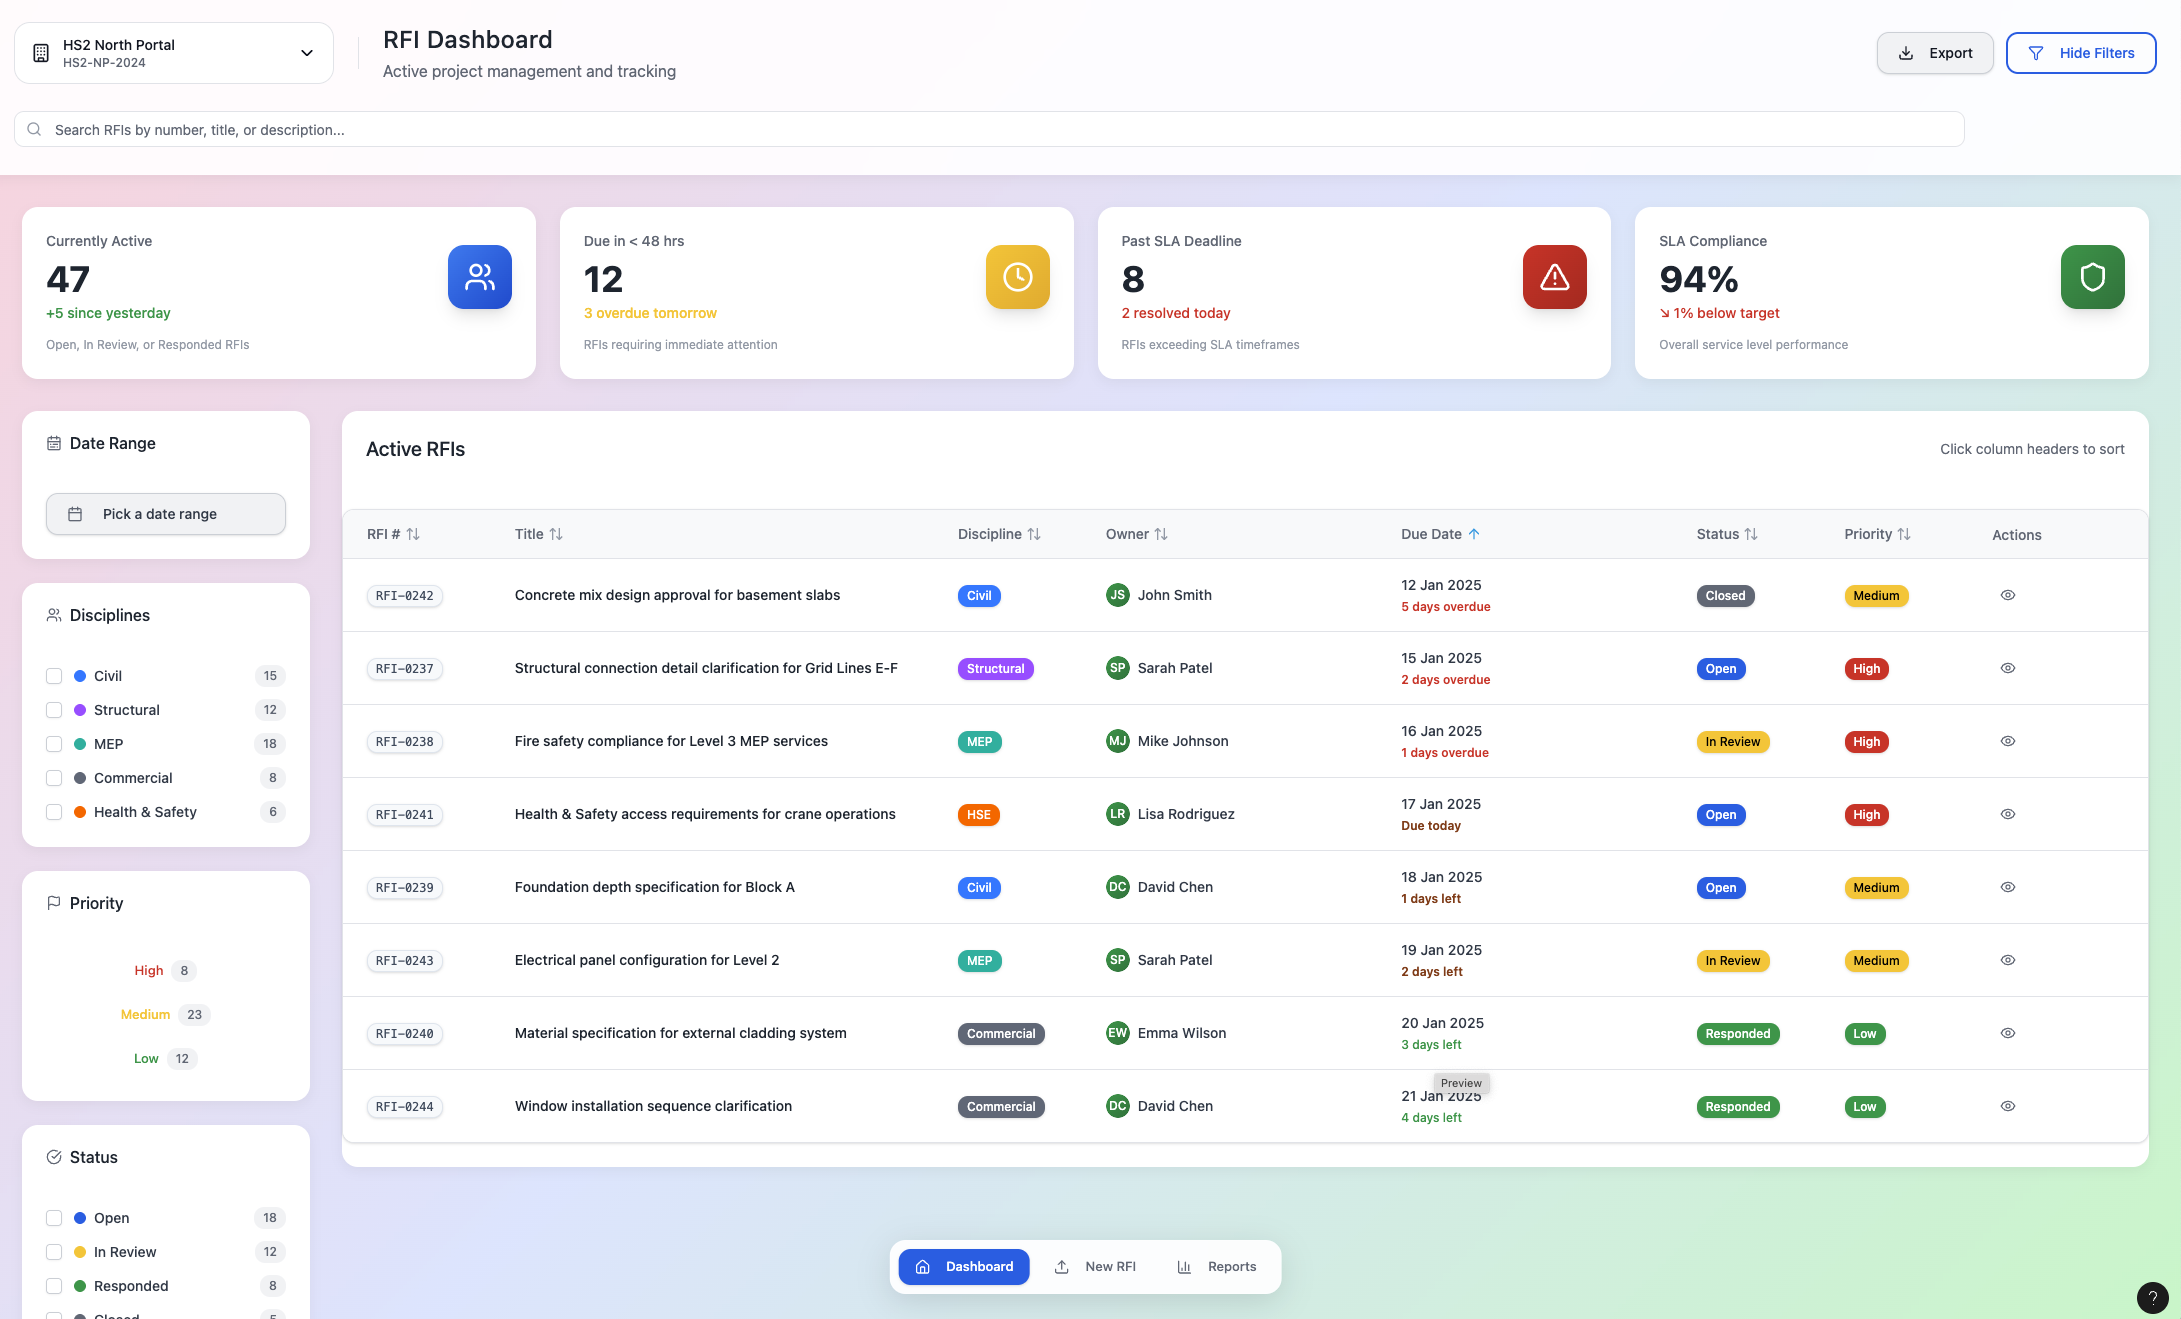 HS2 North Portal
HS2-NP-2024
RFI Dashboard
Active project management and tracking
Export
Hide Filters
Search RFIs by number, title, or description...
Currently Active
47
+5 since yesterday
Open, In Review, or Responded RFIs
Due in < 48 hrs
12
3 overdue tomorrow
RFIs requiring immediate attention
Past SLA Deadline
8
2 resolved today
RFIs exceeding SLA timeframes
SLA Compliance
94%
↘ 1% below target
Overall service level performance
Date Range
Pick a date range
Disciplines
Civil 15
Structural 12
MEP 18
Commercial 8
Health & Safety 6
Priority
High 8
Medium 23
Low 12
Status
Open 18
In Review 12
Responded 8
Closed 5
Active RFIs
Click column headers to sort
RFI # Title Discipline Owner Due Date Status Priority Actions
RFI-0242 Concrete mix design approval for basement slabs Civil JS John Smith 12 Jan 2025 Closed Medium
5 days overdue
RFI-0237 Structural connection detail clarification for Grid Lines E-F Structural SP Sarah Patel 15 Jan 2025 Open High
2 days overdue
RFI-0238 Fire safety compliance for Level 3 MEP services MEP MJ Mike Johnson 16 Jan 2025 In Review High
1 days overdue
RFI-0241 Health & Safety access requirements for crane operations HSE LR Lisa Rodriguez 17 Jan 2025 Open High
Due today
RFI-0239 Foundation depth specification for Block A Civil DC David Chen 18 Jan 2025 Open Medium
1 days left
RFI-0243 Electrical panel configuration for Level 2 MEP SP Sarah Patel 19 Jan 2025 In Review Medium
2 days left
RFI-0240 Material specification for external cladding system Commercial EW Emma Wilson 20 Jan 2025 Responded Low
3 days left
Preview
RFI-0244 Window installation sequence clarification Commercial DC David Chen 21 Jan 2025 Responded Low
4 days left
Dashboard
New RFI
Reports
?